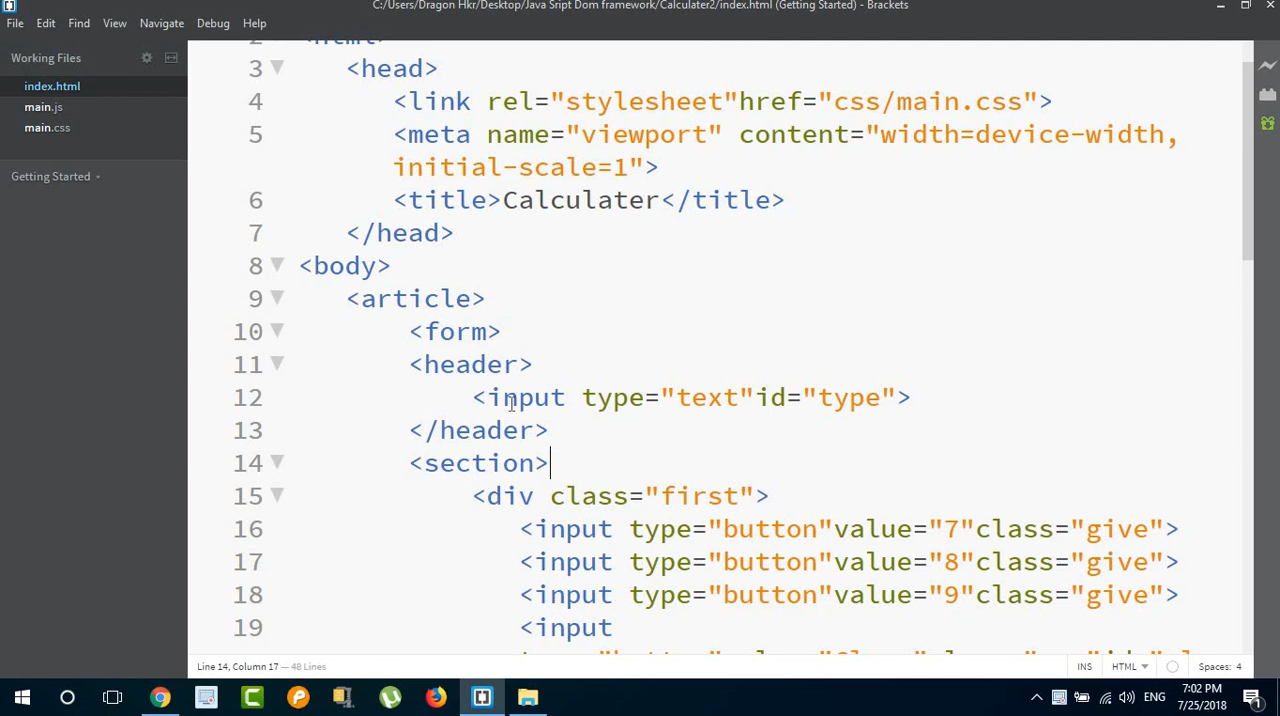 C:/Users/Dragon Hkr/Desktop/Java Sript Dom framework/Calculater2/index.html (Getting Started) - Brackets
File Edit Find View Navigate Debug Help
Working Files
index.html
main.js
main.css
Getting Started
2 <html>
3 <head>
4 <link rel="stylesheet"href="css/main.css">
5 <meta name="viewport" content="width=device-width,
initial-scale=1">
6 <title>Calculater</title>
7 </head>
8 <body>
9 <article>
10 <form>
11 <header>
12 <input type="text"id="type">
13 </header>
14 <section>
15 <div class="first">
16 <input type="button"value="7"class="give">
17 <input type="button"value="8"class="give">
18 <input type="button"value="9"class="give">
19 <input
Line 14, Column 17 — 48 Lines
INS HTML Spaces: 4
ENG
7:02 PM
7/25/2018